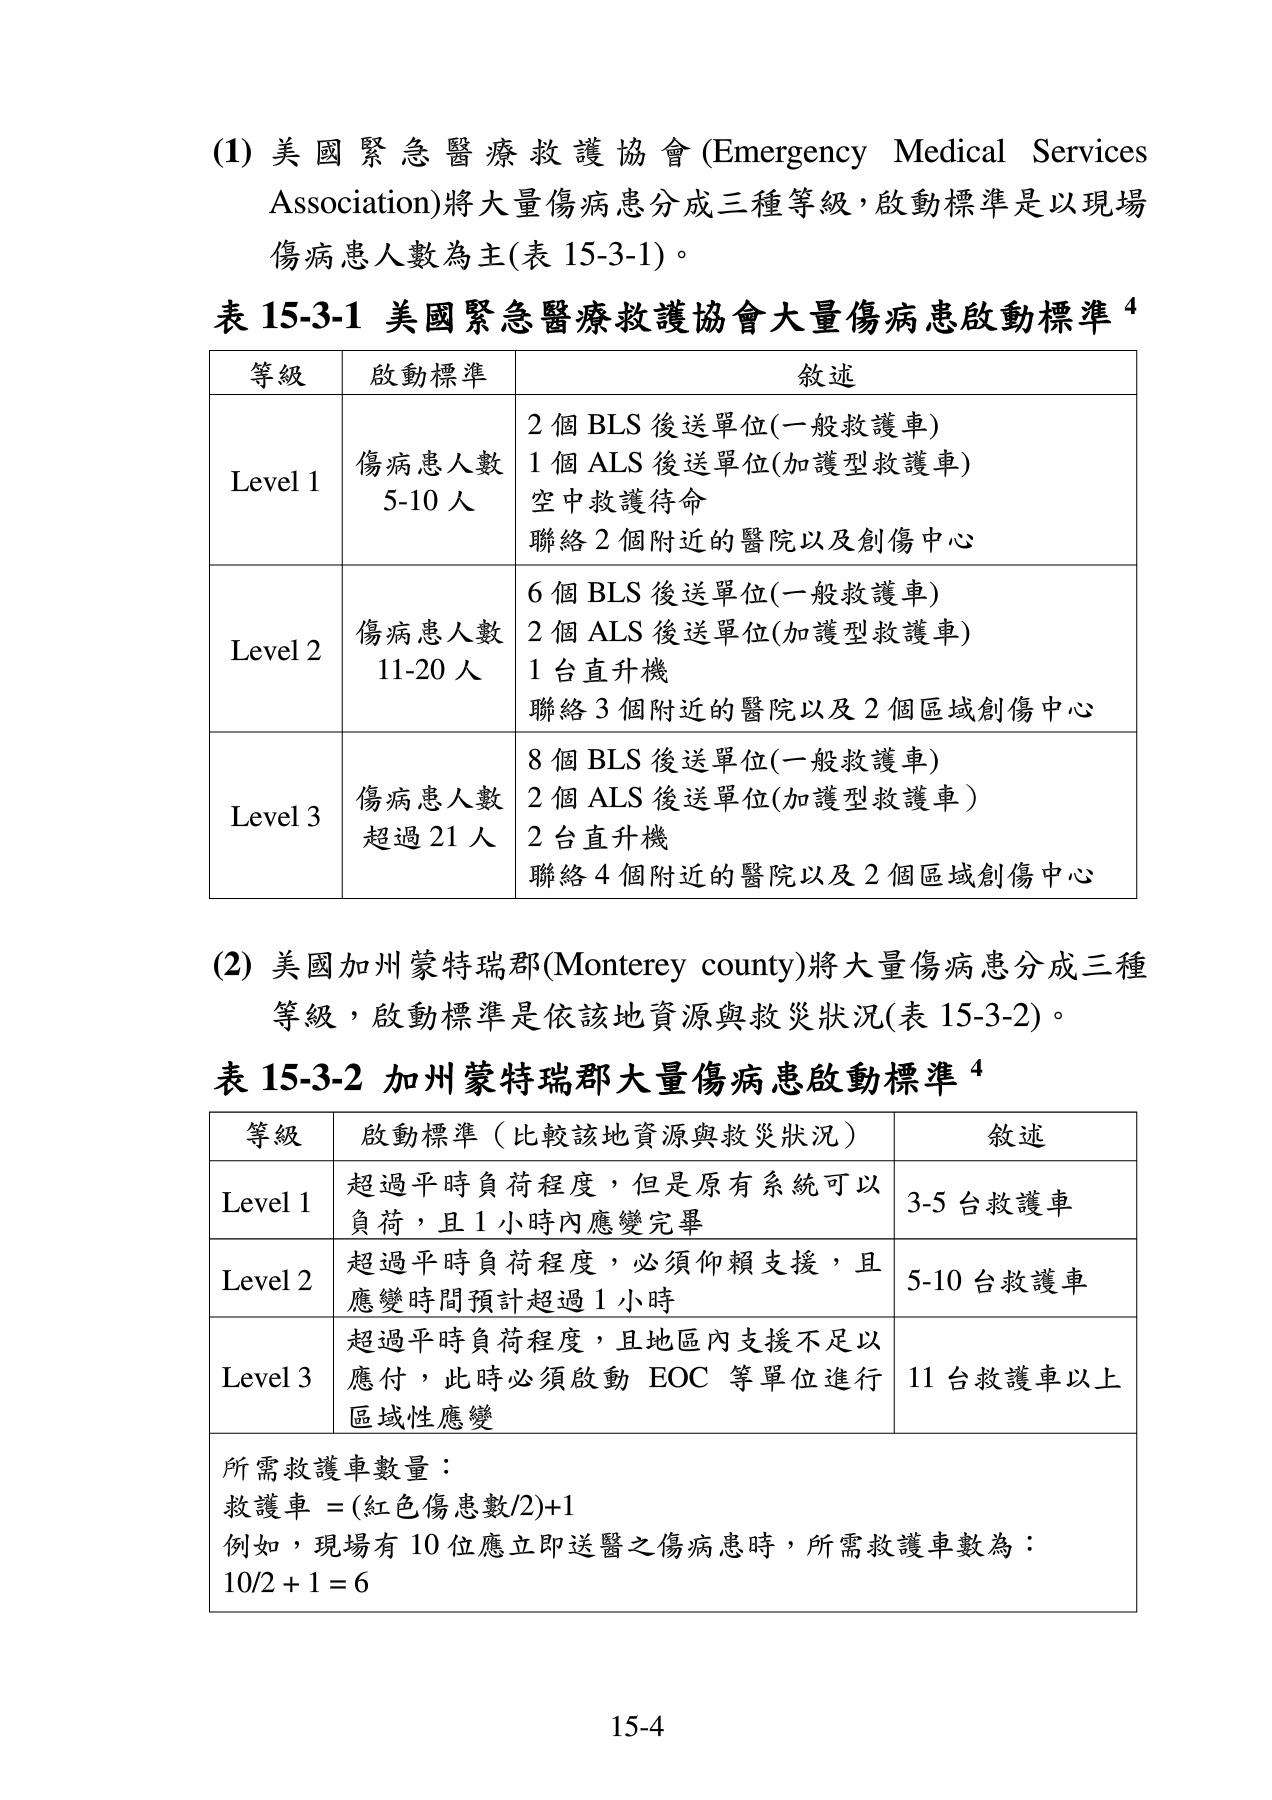 (1) 美國緊急醫療救護協會(Emergency Medical Services
Association)將大量傷病患分成三種等級，啟動標準是以現場
傷病患人數為主(表 15-3-1)。
表 15-3-1 美國緊急醫療救護協會大量傷病患啟動標準 4
等級 啟動標準 敘述
Level 1
傷病患人數
5-10 人
2 個 BLS 後送單位(一般救護車)
1 個 ALS 後送單位(加護型救護車)
空中救護待命
聯絡 2 個附近的醫院以及創傷中心
Level 2
傷病患人數
11-20 人
6 個 BLS 後送單位(一般救護車)
2 個 ALS 後送單位(加護型救護車)
1 台直升機
聯絡 3 個附近的醫院以及 2 個區域創傷中心
Level 3
傷病患人數
超過 21 人
8 個 BLS 後送單位(一般救護車)
2 個 ALS 後送單位(加護型救護車）
2 台直升機
聯絡 4 個附近的醫院以及 2 個區域創傷中心
(2) 美國加州蒙特瑞郡(Monterey county)將大量傷病患分成三種
等級，啟動標準是依該地資源與救災狀況(表 15-3-2)。
表 15-3-2 加州蒙特瑞郡大量傷病患啟動標準 4
等級 啟動標準（比較該地資源與救災狀況） 敘述
Level 1
超過平時負荷程度，但是原有系統可以
負荷，且 1 小時內應變完畢
3-5 台救護車
Level 2
超過平時負荷程度，必須仰賴支援，且
應變時間預計超過 1 小時
5-10 台救護車
Level 3
超過平時負荷程度，且地區內支援不足以
應付，此時必須啟動 EOC 等單位進行
區域性應變
11 台救護車以上
所需救護車數量：
救護車 = (紅色傷患數/2)+1
例如，現場有 10 位應立即送醫之傷病患時，所需救護車數為：
10/2 + 1 = 6
15-4